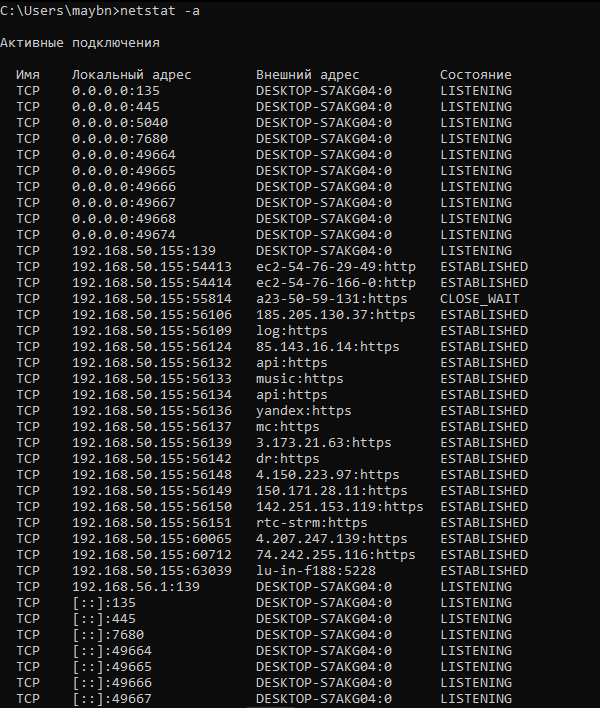 C:\Users\maybn>netstat -a
Активные подключения
Имя    Локальный адрес        Внешний адрес          Состояние
TCP    0.0.0.0:135            DESKTOP-S7AKG04:0      LISTENING
TCP    0.0.0.0:445            DESKTOP-S7AKG04:0      LISTENING
TCP    0.0.0.0:5040           DESKTOP-S7AKG04:0      LISTENING
TCP    0.0.0.0:7680           DESKTOP-S7AKG04:0      LISTENING
TCP    0.0.0.0:49664          DESKTOP-S7AKG04:0      LISTENING
TCP    0.0.0.0:49665          DESKTOP-S7AKG04:0      LISTENING
TCP    0.0.0.0:49666          DESKTOP-S7AKG04:0      LISTENING
TCP    0.0.0.0:49667          DESKTOP-S7AKG04:0      LISTENING
TCP    0.0.0.0:49668          DESKTOP-S7AKG04:0      LISTENING
TCP    0.0.0.0:49674          DESKTOP-S7AKG04:0      LISTENING
TCP    192.168.50.155:139     DESKTOP-S7AKG04:0      LISTENING
TCP    192.168.50.155:54413   ec2-54-76-29-49:http   ESTABLISHED
TCP    192.168.50.155:54414   ec2-54-76-166-0:http   ESTABLISHED
TCP    192.168.50.155:55814   a23-50-59-131:https    CLOSE_WAIT
TCP    192.168.50.155:56106   185.205.130.37:https   ESTABLISHED
TCP    192.168.50.155:56109   log:https              ESTABLISHED
TCP    192.168.50.155:56124   85.143.16.14:https     ESTABLISHED
TCP    192.168.50.155:56132   api:https              ESTABLISHED
TCP    192.168.50.155:56133   music:https            ESTABLISHED
TCP    192.168.50.155:56134   api:https              ESTABLISHED
TCP    192.168.50.155:56136   yandex:https           ESTABLISHED
TCP    192.168.50.155:56137   mc:https               ESTABLISHED
TCP    192.168.50.155:56139   3.173.21.63:https      ESTABLISHED
TCP    192.168.50.155:56142   dr:https               ESTABLISHED
TCP    192.168.50.155:56148   4.150.223.97:https     ESTABLISHED
TCP    192.168.50.155:56149   150.171.28.11:https    ESTABLISHED
TCP    192.168.50.155:56150   142.251.153.119:https  ESTABLISHED
TCP    192.168.50.155:56151   rtc-strm:https         ESTABLISHED
TCP    192.168.50.155:60065   4.207.247.139:https    ESTABLISHED
TCP    192.168.50.155:60712   74.242.255.116:https   ESTABLISHED
TCP    192.168.50.155:63039   lu-in-f188:5228        ESTABLISHED
TCP    192.168.56.1:139       DESKTOP-S7AKG04:0      LISTENING
TCP    [::]:135               DESKTOP-S7AKG04:0      LISTENING
TCP    [::]:445               DESKTOP-S7AKG04:0      LISTENING
TCP    [::]:7680              DESKTOP-S7AKG04:0      LISTENING
TCP    [::]:49664             DESKTOP-S7AKG04:0      LISTENING
TCP    [::]:49665             DESKTOP-S7AKG04:0      LISTENING
TCP    [::]:49666             DESKTOP-S7AKG04:0      LISTENING
TCP    [::]:49667             DESKTOP-S7AKG04:0      LISTENING